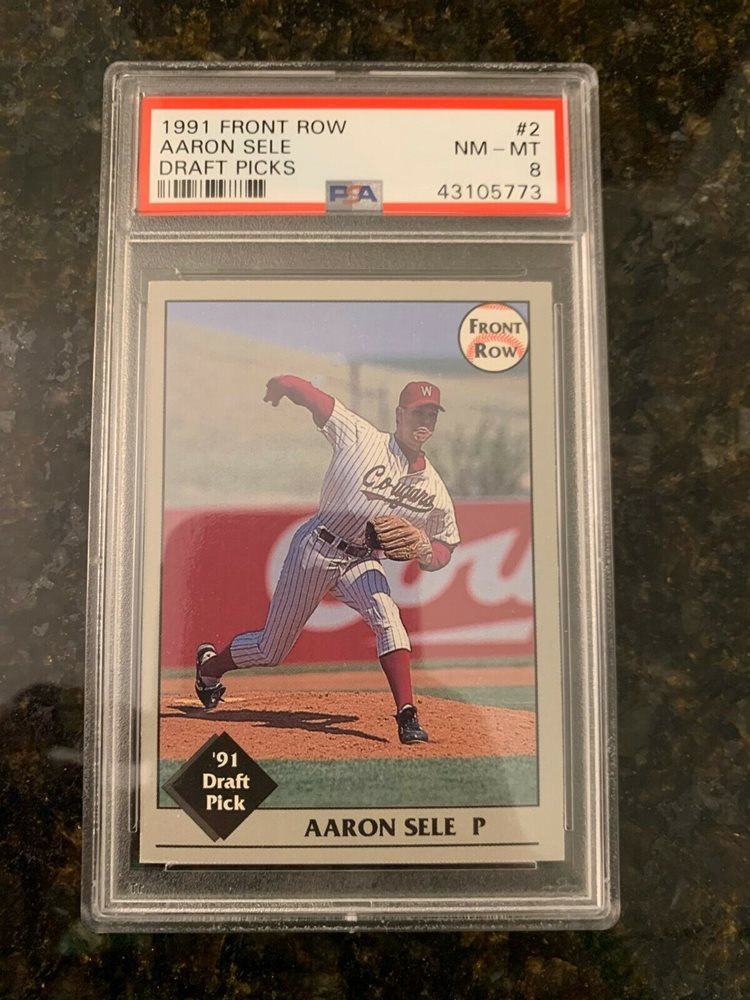 1991 FRONT ROW #2
AARON SELE NM – MT
DRAFT PICKS 8
PSA 43105773
FRONT
ROW
W
Cougars
Cou
'91
Draft
Pick
AARON SELE P